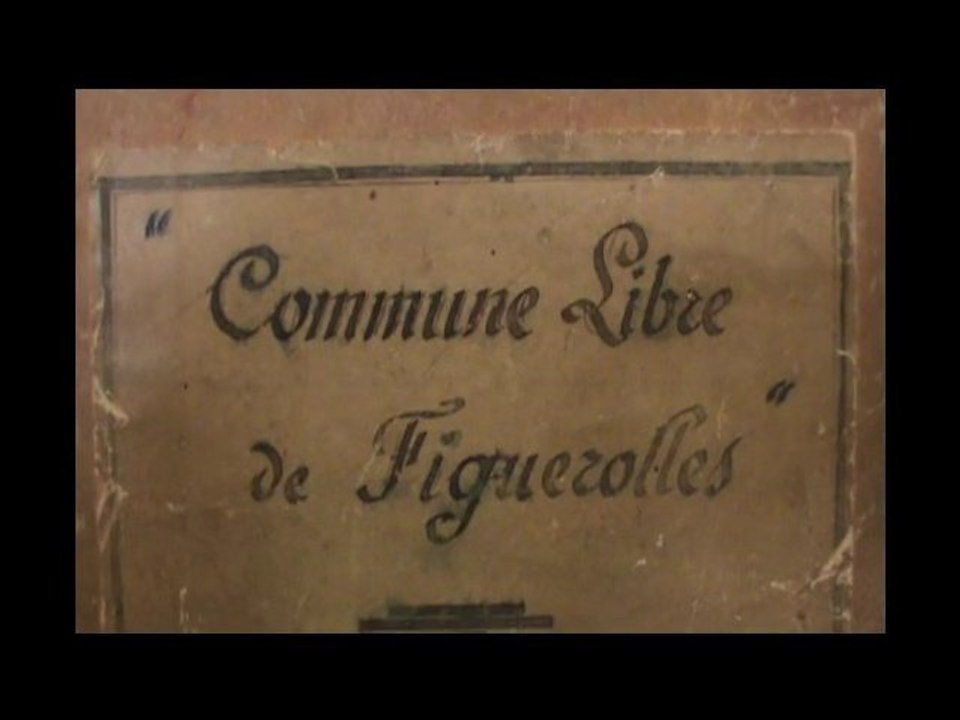 “ Commune Libre
de Figuerolles “